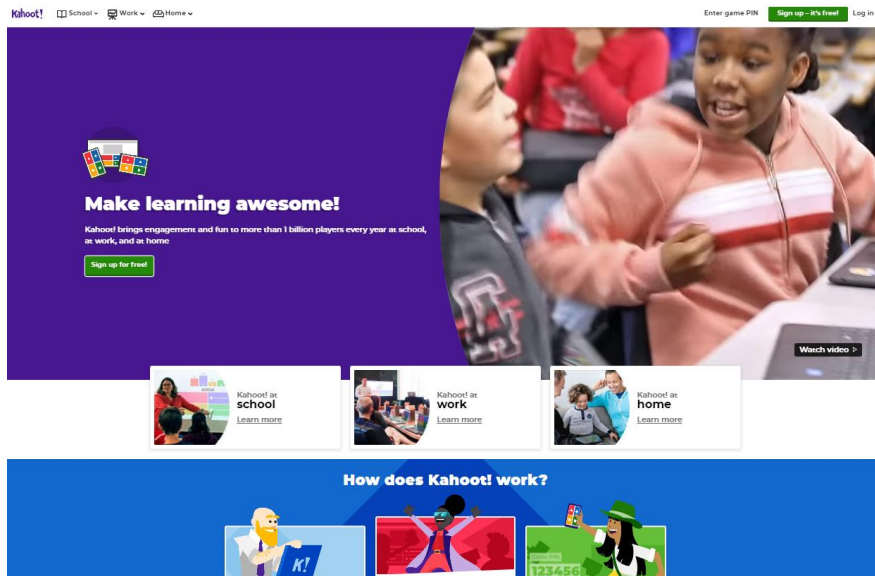 Kahoot! School Work Home Enter game PIN Sign up – it's free! Log in
Make learning awesome!
Kahoot! brings engagement and fun to more than 1 billion players every year at school,
at work, and at home
Sign up for free!
Watch video
Kahoot! at
school
Learn more
Kahoot! at
work
Learn more
Kahoot! at
home
Learn more
How does Kahoot! work?
K!
Game PIN:
123456